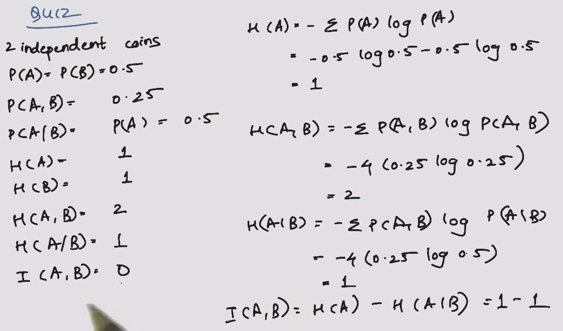 QUIZ
2 independent coins
P(A) = P(B) = 0.5
P(A,B) = 0.25
P(A|B) = P(A) = 0.5
H(A) = 1
H(B) = 1
H(A,B) = 2
H(A|B) = 1
I(A,B) = 0
H(A) = - Σ P(A) log P(A)
= -0.5 log 0.5 - 0.5 log 0.5
= 1
H(A,B) = - Σ P(A,B) log P(A,B)
= -4 (0.25 log 0.25)
= 2
H(A|B) = - Σ P(A,B) log P(A|B)
= -4 (0.25 log 0.5)
= 1
I(A,B) = H(A) - H(A|B) = 1 - 1